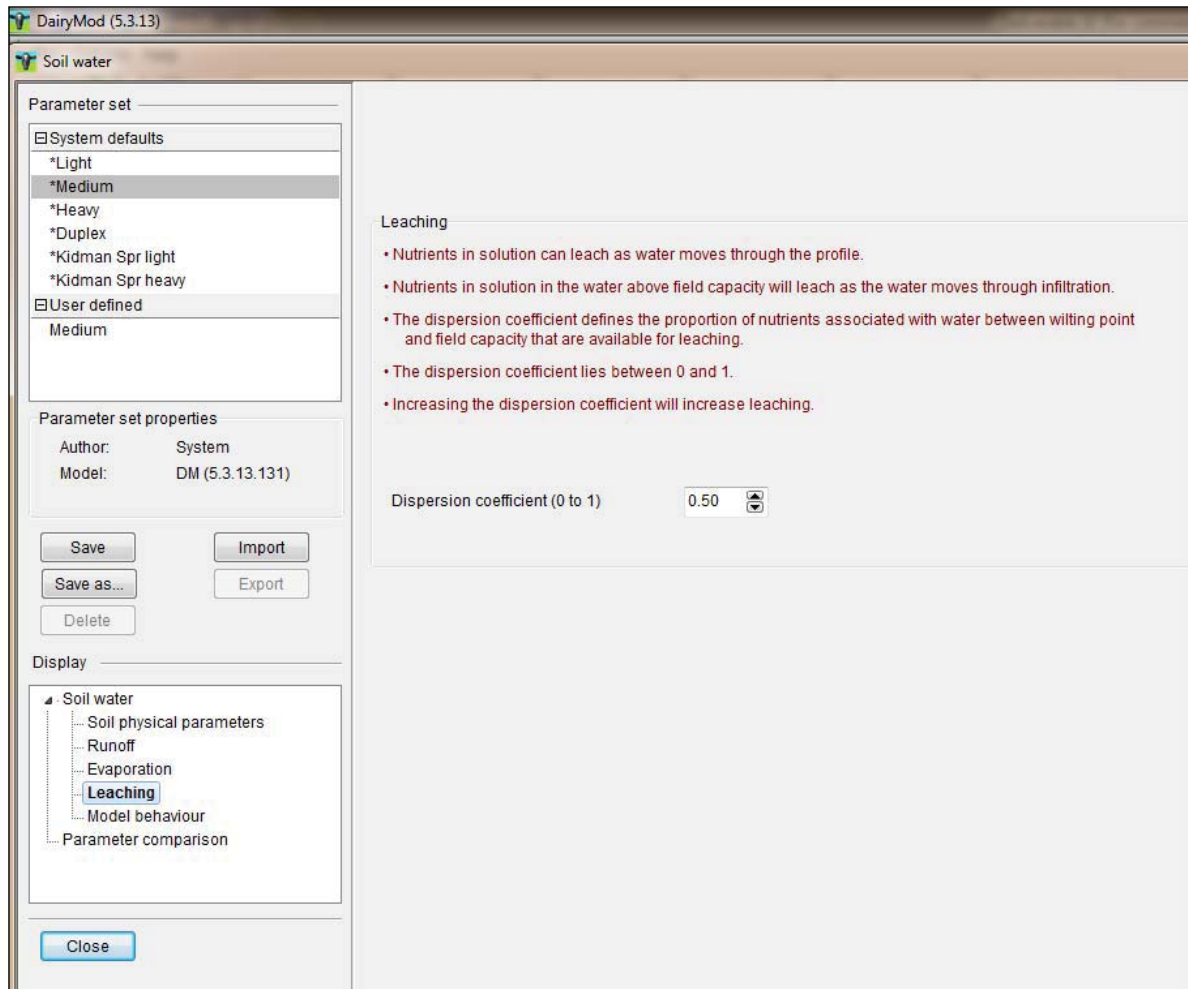 DairyMod (5.3.13)
Soil water
Parameter set
System defaults
*Light
*Medium
*Heavy
*Duplex
*Kidman Spr light
*Kidman Spr heavy
User defined
Medium
Parameter set properties
Author: System
Model: DM (5.3.13.131)
Save Import
Save as... Export
Delete
Display
Soil water
Soil physical parameters
Runoff
Evaporation
Leaching
Model behaviour
Parameter comparison
Close
Leaching
• Nutrients in solution can leach as water moves through the profile.
• Nutrients in solution in the water above field capacity will leach as the water moves through infiltration.
• The dispersion coefficient defines the proportion of nutrients associated with water between wilting point
and field capacity that are available for leaching.
• The dispersion coefficient lies between 0 and 1.
• Increasing the dispersion coefficient will increase leaching.
Dispersion coefficient (0 to 1) 0.50